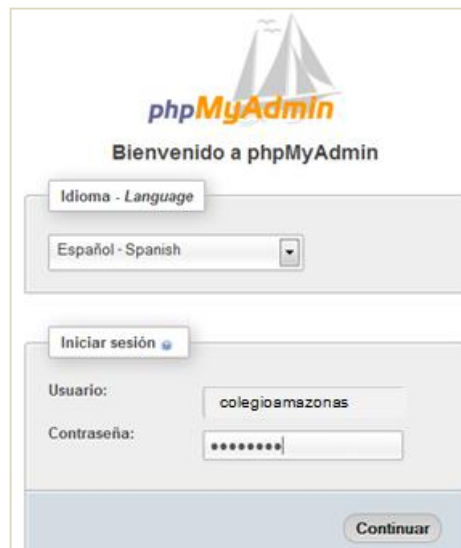 phpMyAdmin
Bienvenido a phpMyAdmin
Idioma - Language
Español - Spanish
Iniciar sesión
Usuario:
colegioamazonas
Contraseña:
••••••••
Continuar